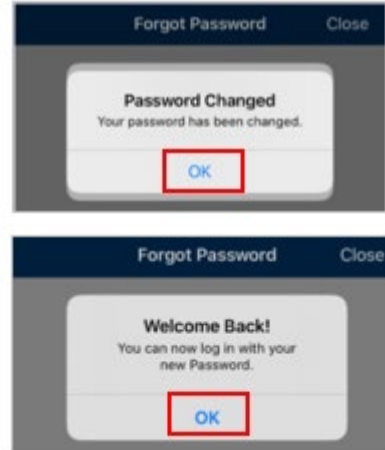 Forgot Password Close
Password Changed
Your password has been changed.
OK
Forgot Password Close
Welcome Back!
You can now log in with your
new Password.
OK